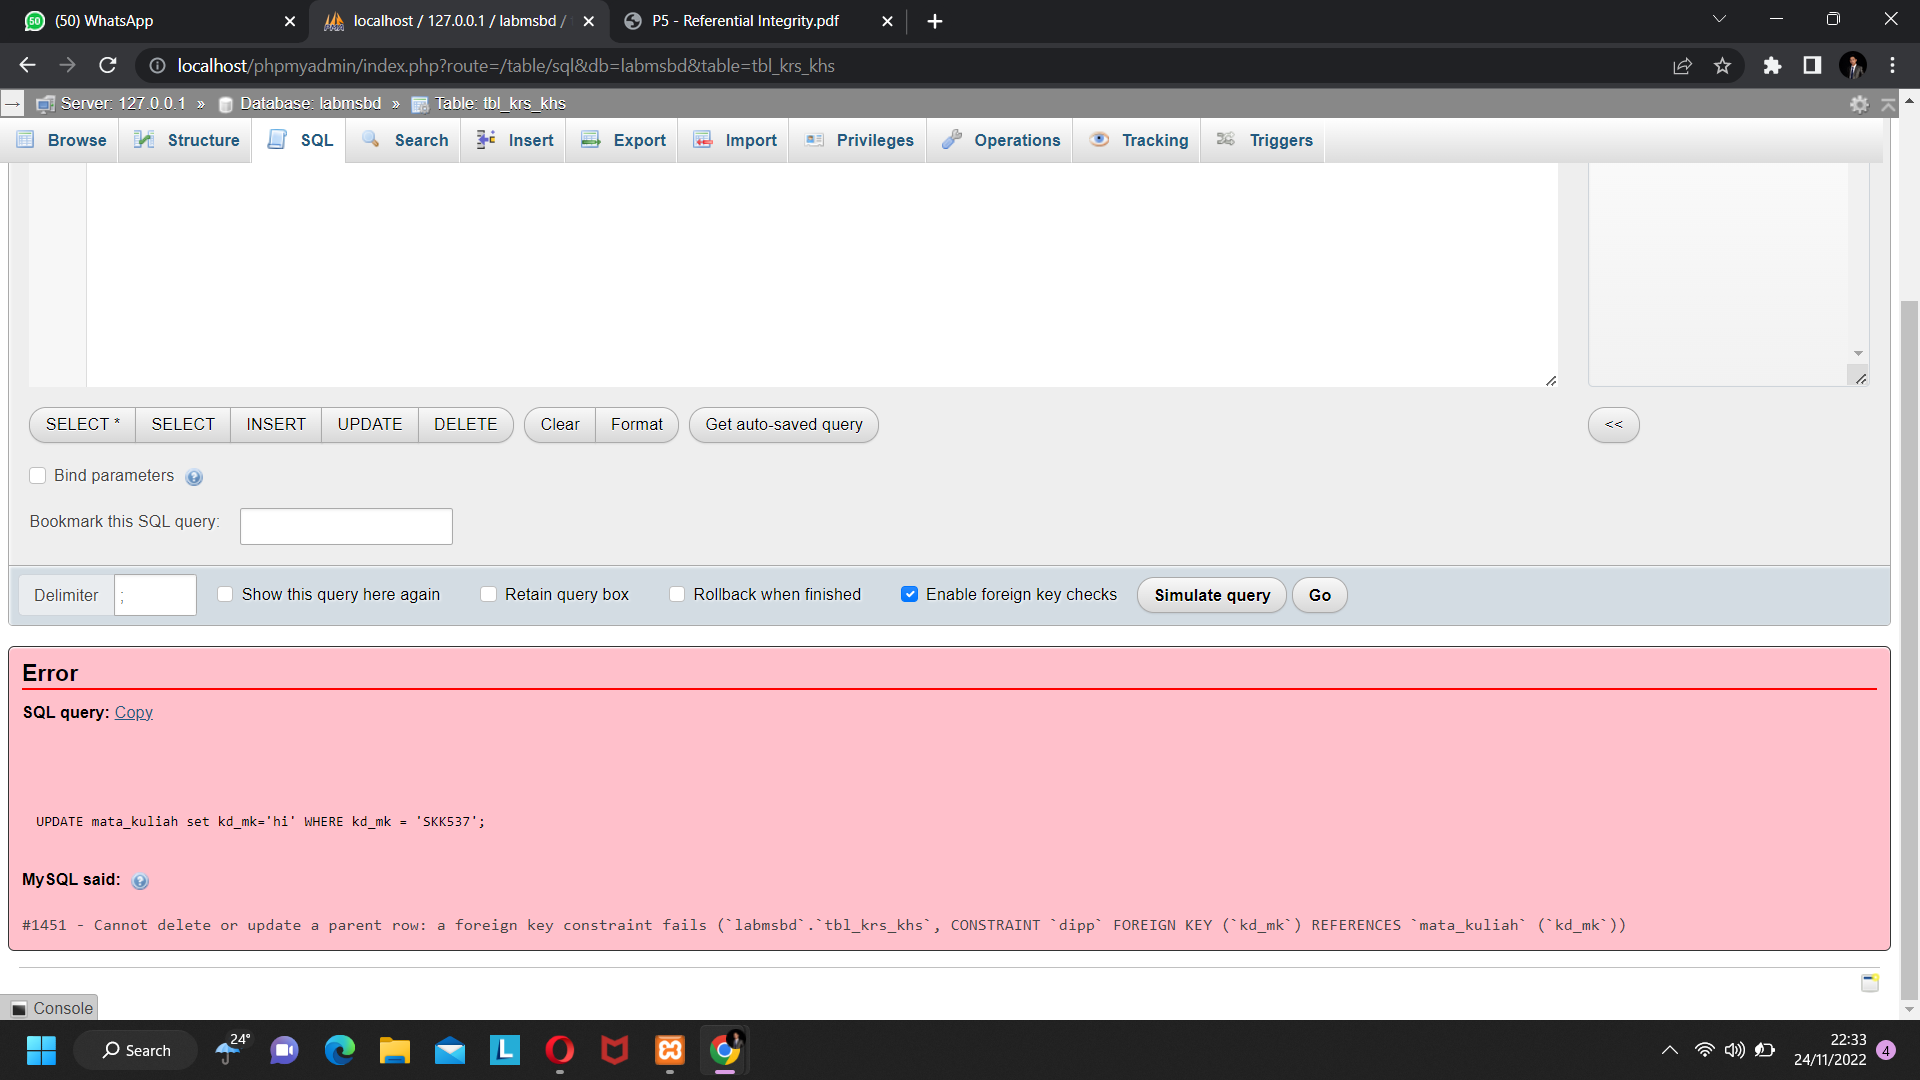 (50) WhatsApp
localhost / 127.0.0.1 / labmsbd /
P5 - Referential Integrity.pdf
localhost/phpmyadmin/index.php?route=/table/sql&db=labmsbd&table=tbl_krs_khs
Server: 127.0.0.1 » Database: labmsbd » Table: tbl_krs_khs
Browse Structure SQL Search Insert Export Import Privileges Operations Tracking Triggers
SELECT * SELECT INSERT UPDATE DELETE Clear Format Get auto-saved query <<
Bind parameters
Bookmark this SQL query:
Delimiter ; Show this query here again Retain query box Rollback when finished Enable foreign key checks Simulate query Go
Error
SQL query: Copy
UPDATE mata_kuliah set kd_mk='hi' WHERE kd_mk = 'SKK537';
MySQL said:
#1451 - Cannot delete or update a parent row: a foreign key constraint fails (`labmsbd`.`tbl_krs_khs`, CONSTRAINT `dipp` FOREIGN KEY (`kd_mk`) REFERENCES `mata_kuliah` (`kd_mk`))
Console
Search
24°
22:33
24/11/2022
4